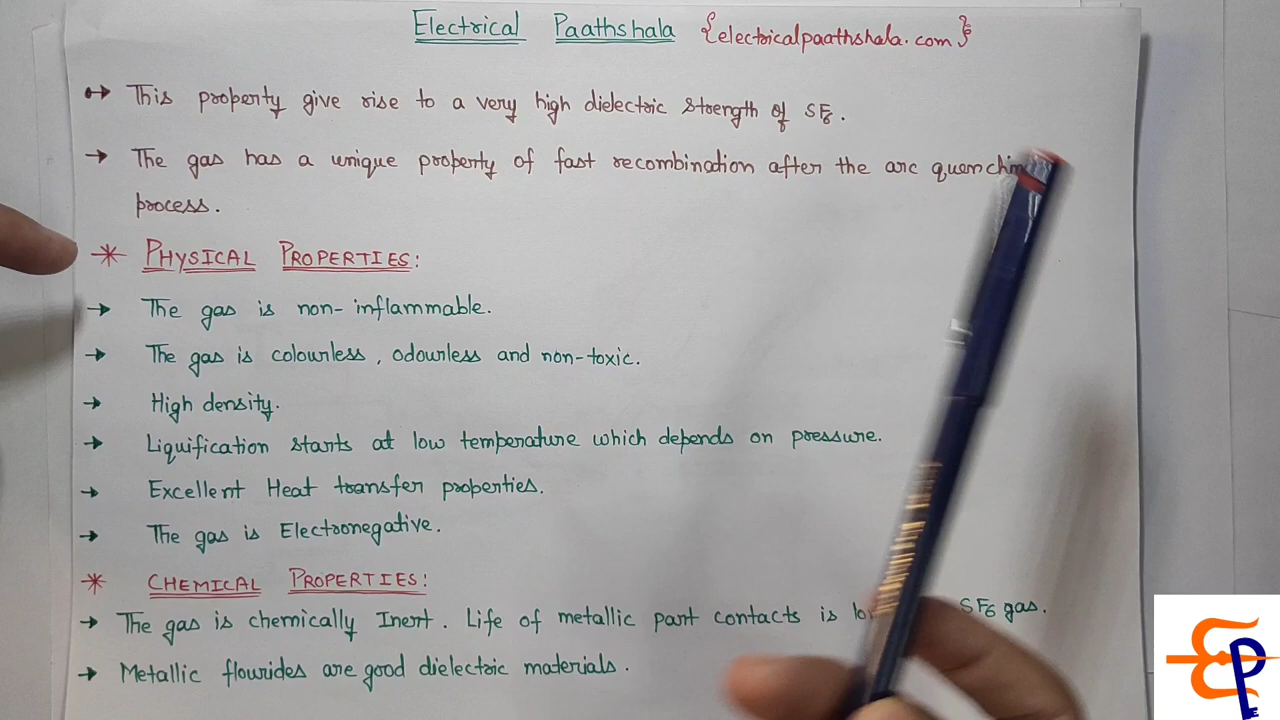 Electrical Paathshala {electricalpaathshala.com}
↦ This property give rise to a very high dielectric strength of SF6.
→ The gas has a unique property of fast recombination after the arc
process.
* PHYSICAL PROPERTIES:
→ The gas is non-inflammable.
→ The gas is colourless, odourless and non-toxic.
→ High density.
→ Liquification starts at low temperature which depends on pressure.
→ Excellent Heat transfer properties.
→ The gas is Electronegative.
* CHEMICAL PROPERTIES:
→ The gas is chemically Inert. Life of metallic part contacts is SF6 gas.
→ Metallic flourides are good dielectric materials.
EP